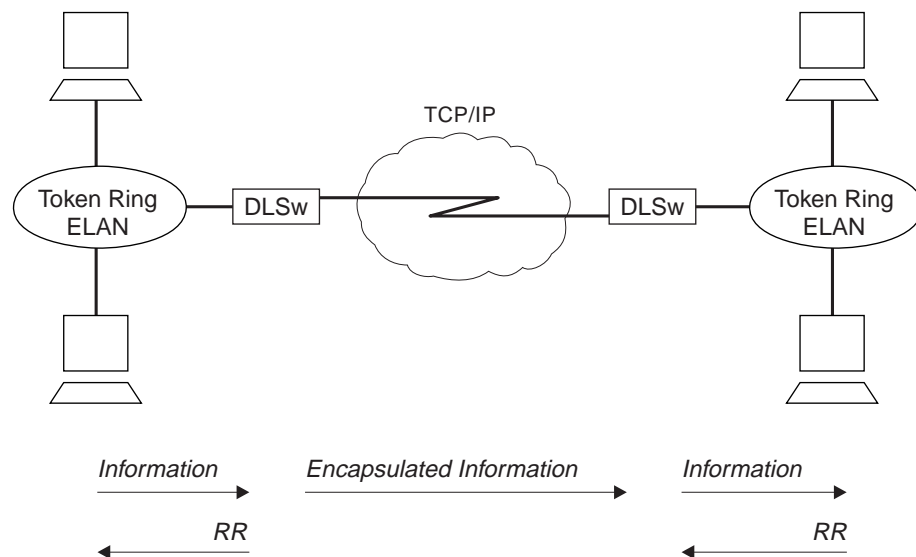 TCP/IP
Token Ring
ELAN
DLSw
DLSw
Token Ring
ELAN
Information
Encapsulated Information
Information
RR
RR